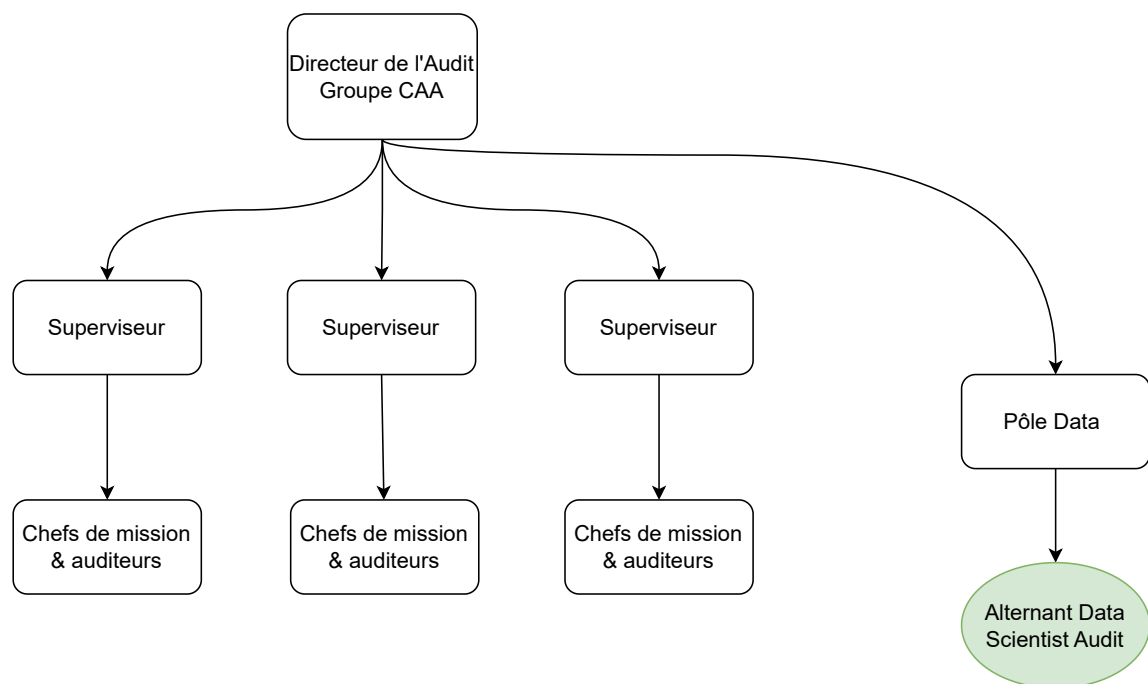 Directeur de l'Audit
Groupe CAA
Superviseur
Superviseur
Superviseur
Pôle Data
Chefs de mission
& auditeurs
Chefs de mission
& auditeurs
Chefs de mission
& auditeurs
Alternant Data
Scientist Audit